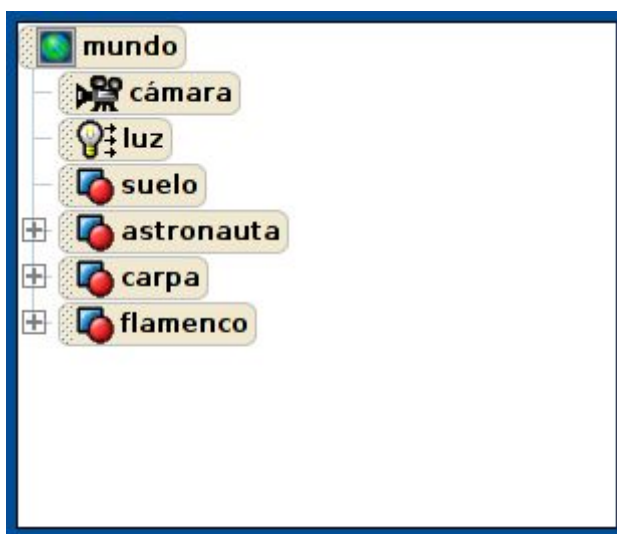 mundo
cámara
luz
suelo
astronauta
carpa
flamenco